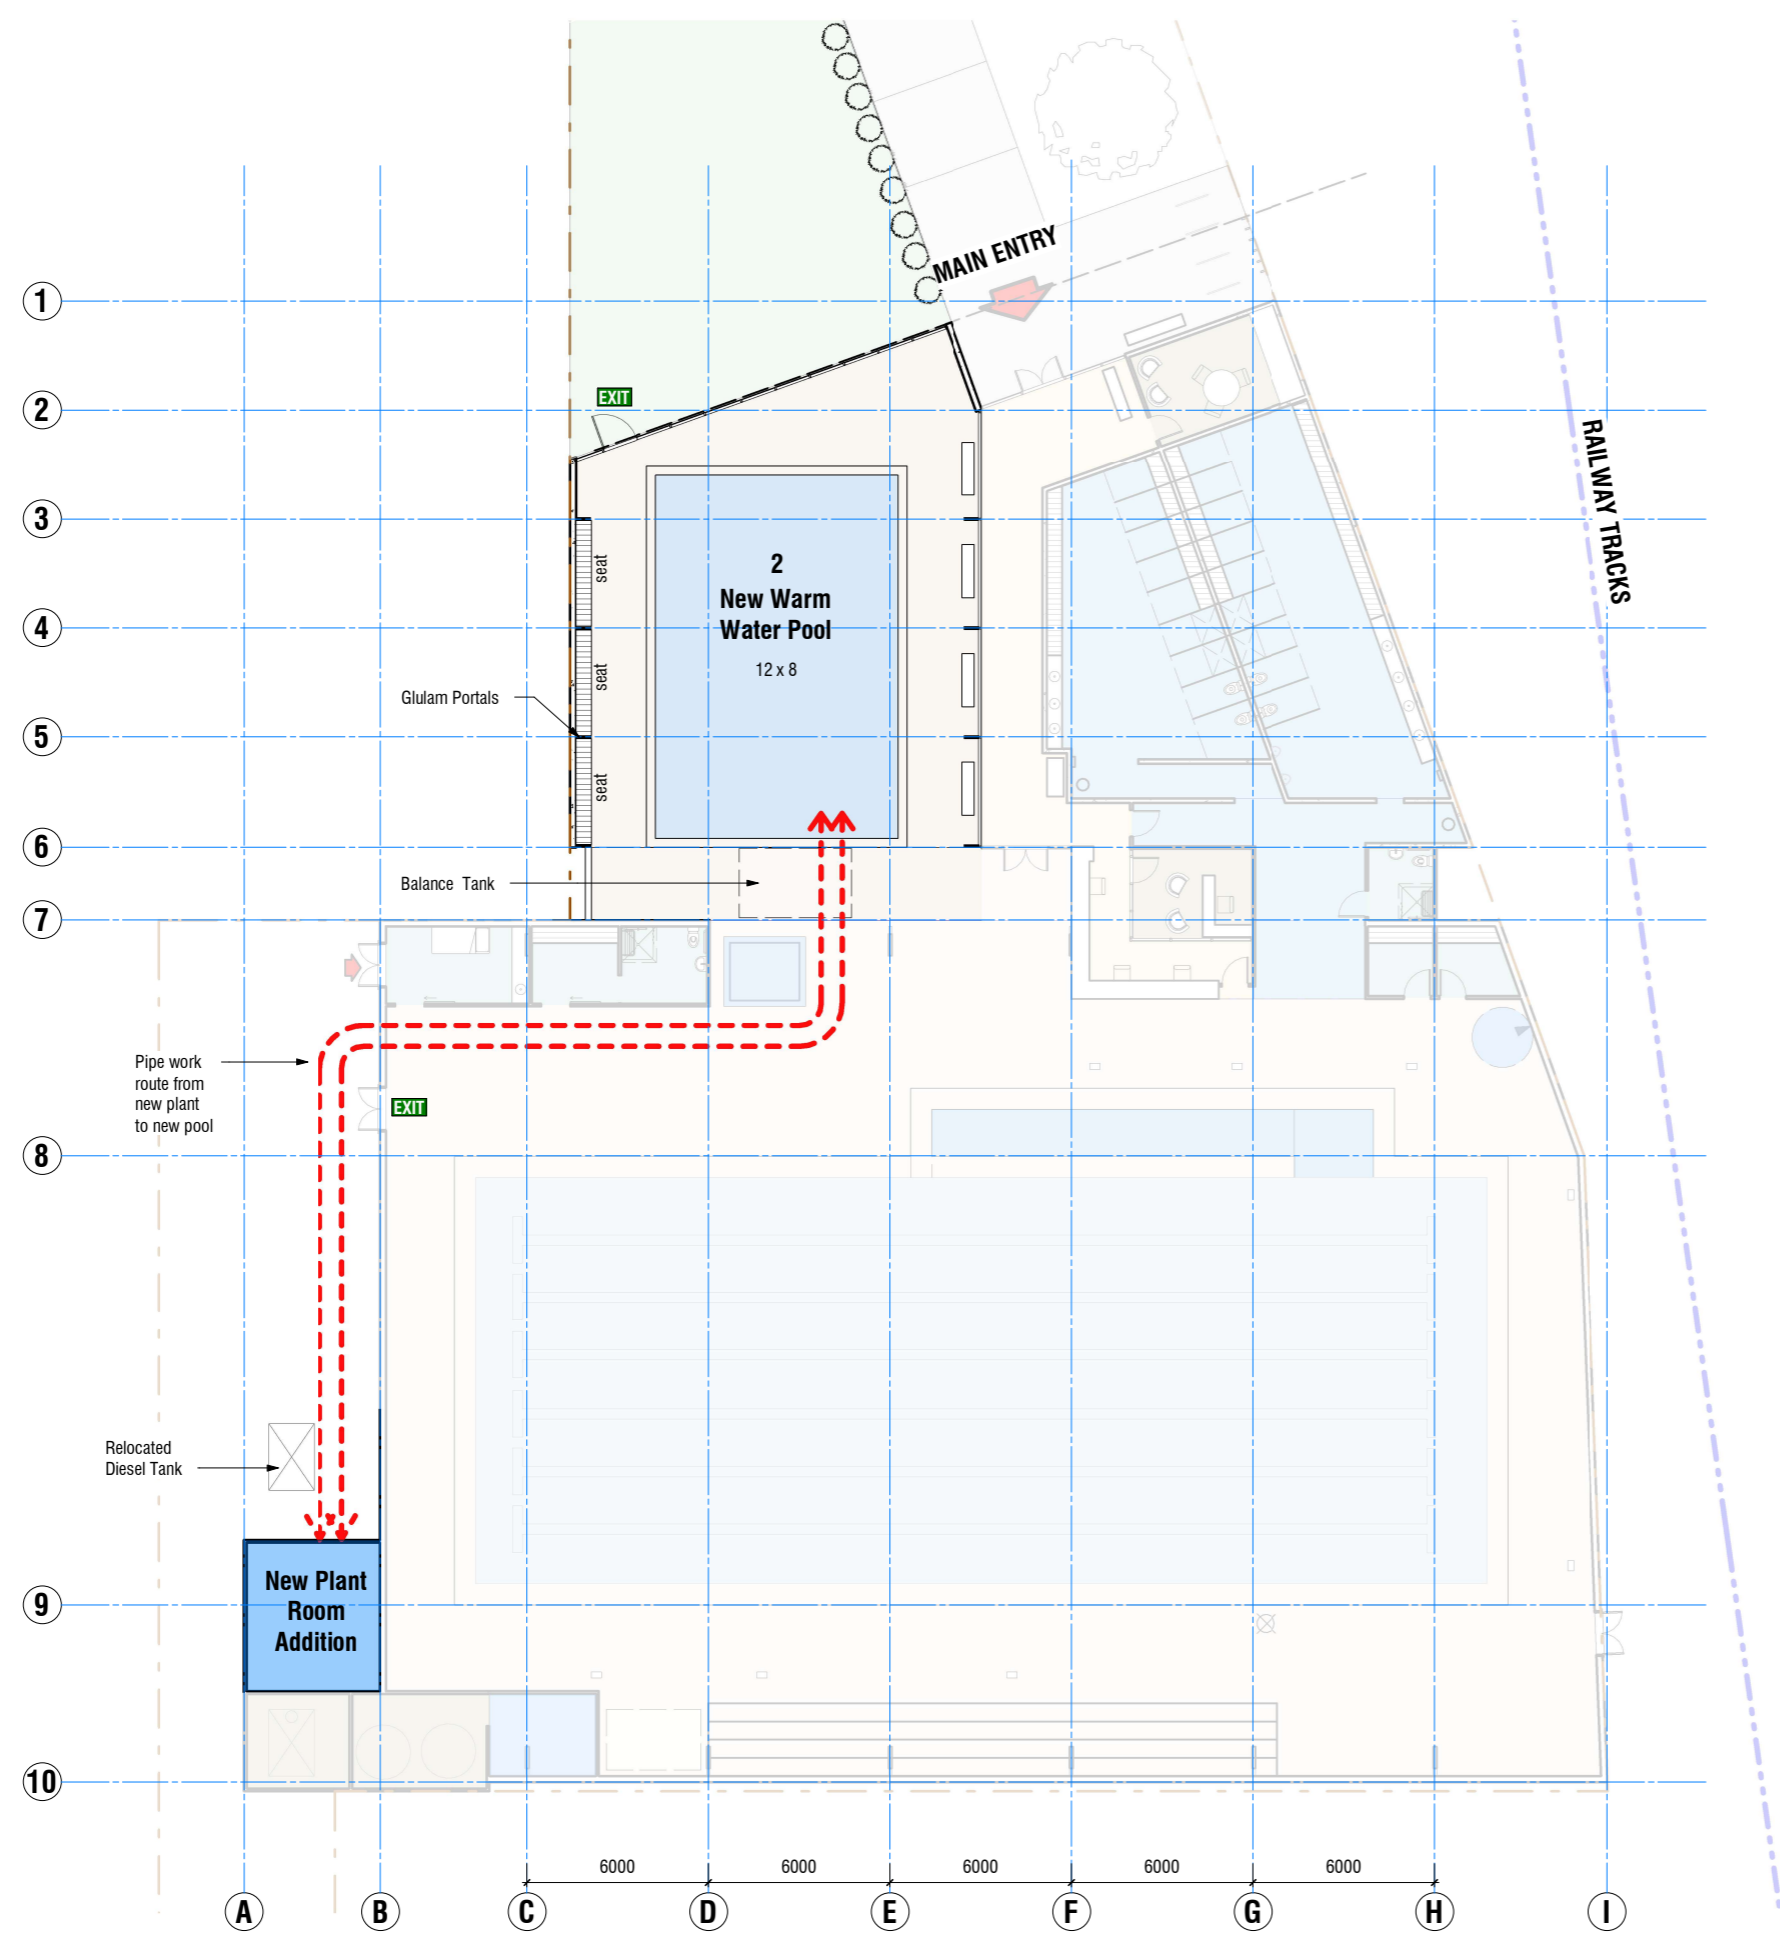 MAIN ENTRY
1
2
EXIT
RAILWAY TRACKS
3
2
New Warm
Water Pool
12 x 8
seat
4
seat
Glulam Portals
5
seat
6
Balance Tank
7
Pipe work
route from
new plant
to new pool
EXIT
8
Relocated
Diesel Tank
New Plant
Room
Addition
9
10
6000
6000
6000
6000
6000
A
B
C
D
E
F
G
H
I